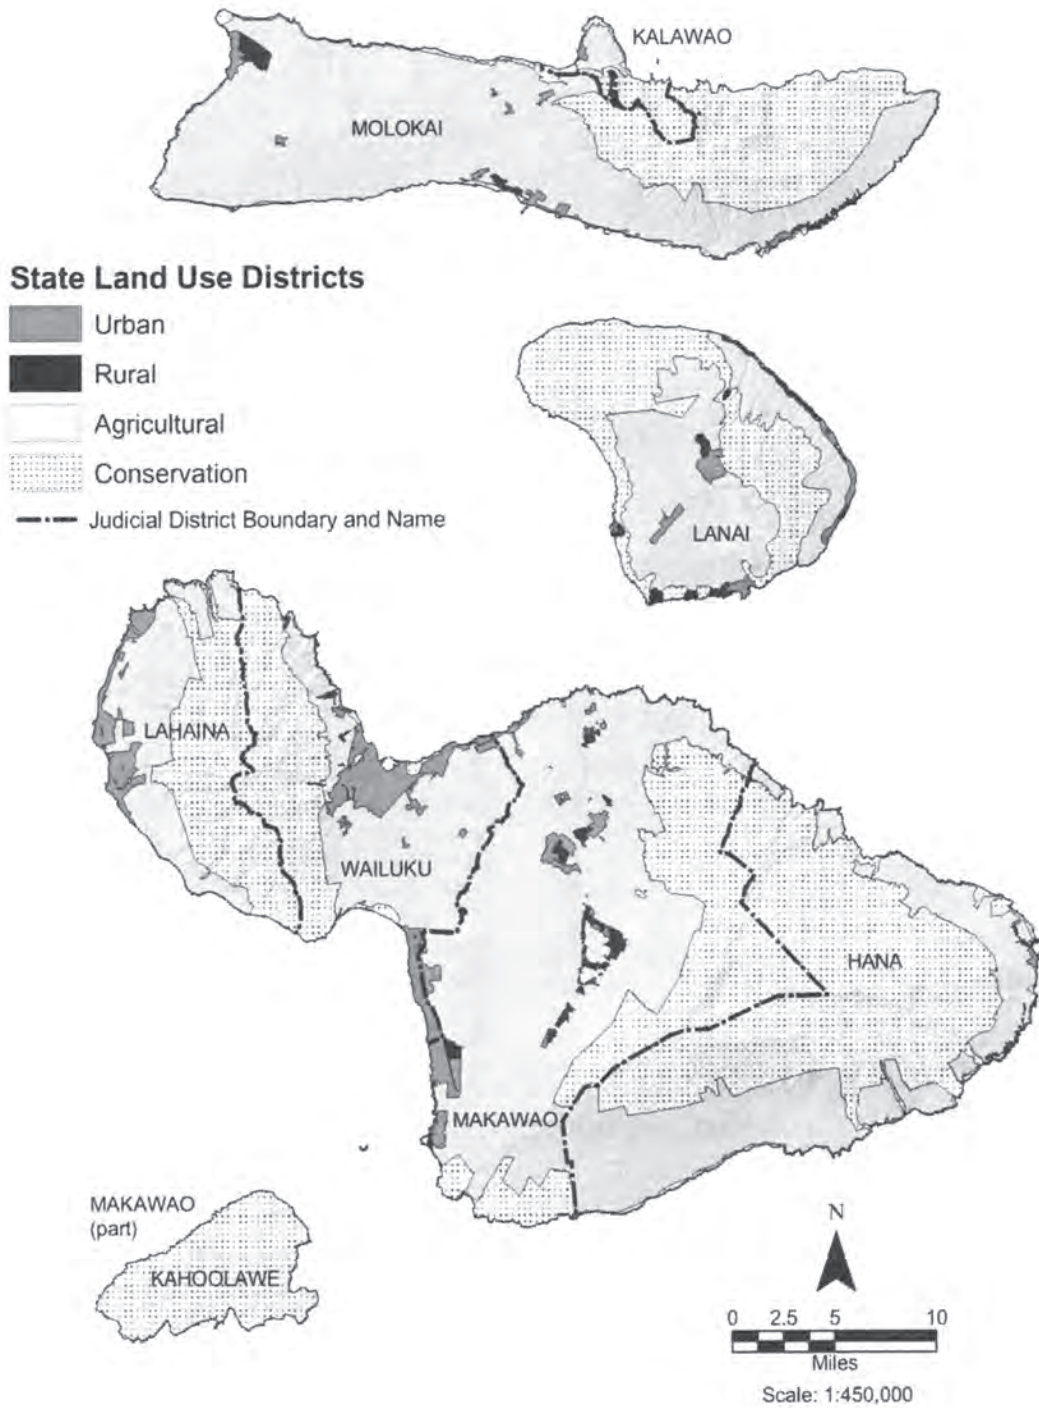 KALAWAO
MOLOKAI
State Land Use Districts
Urban
Rural
Agricultural
Conservation
Judicial District Boundary and Name
LANAI
LAHAINA
WAILUKU
HANA
MAKAWAO
MAKAWAO
(part)
KAHOOLAWE
N
0 2.5 5 10
Miles
Scale: 1:450,000